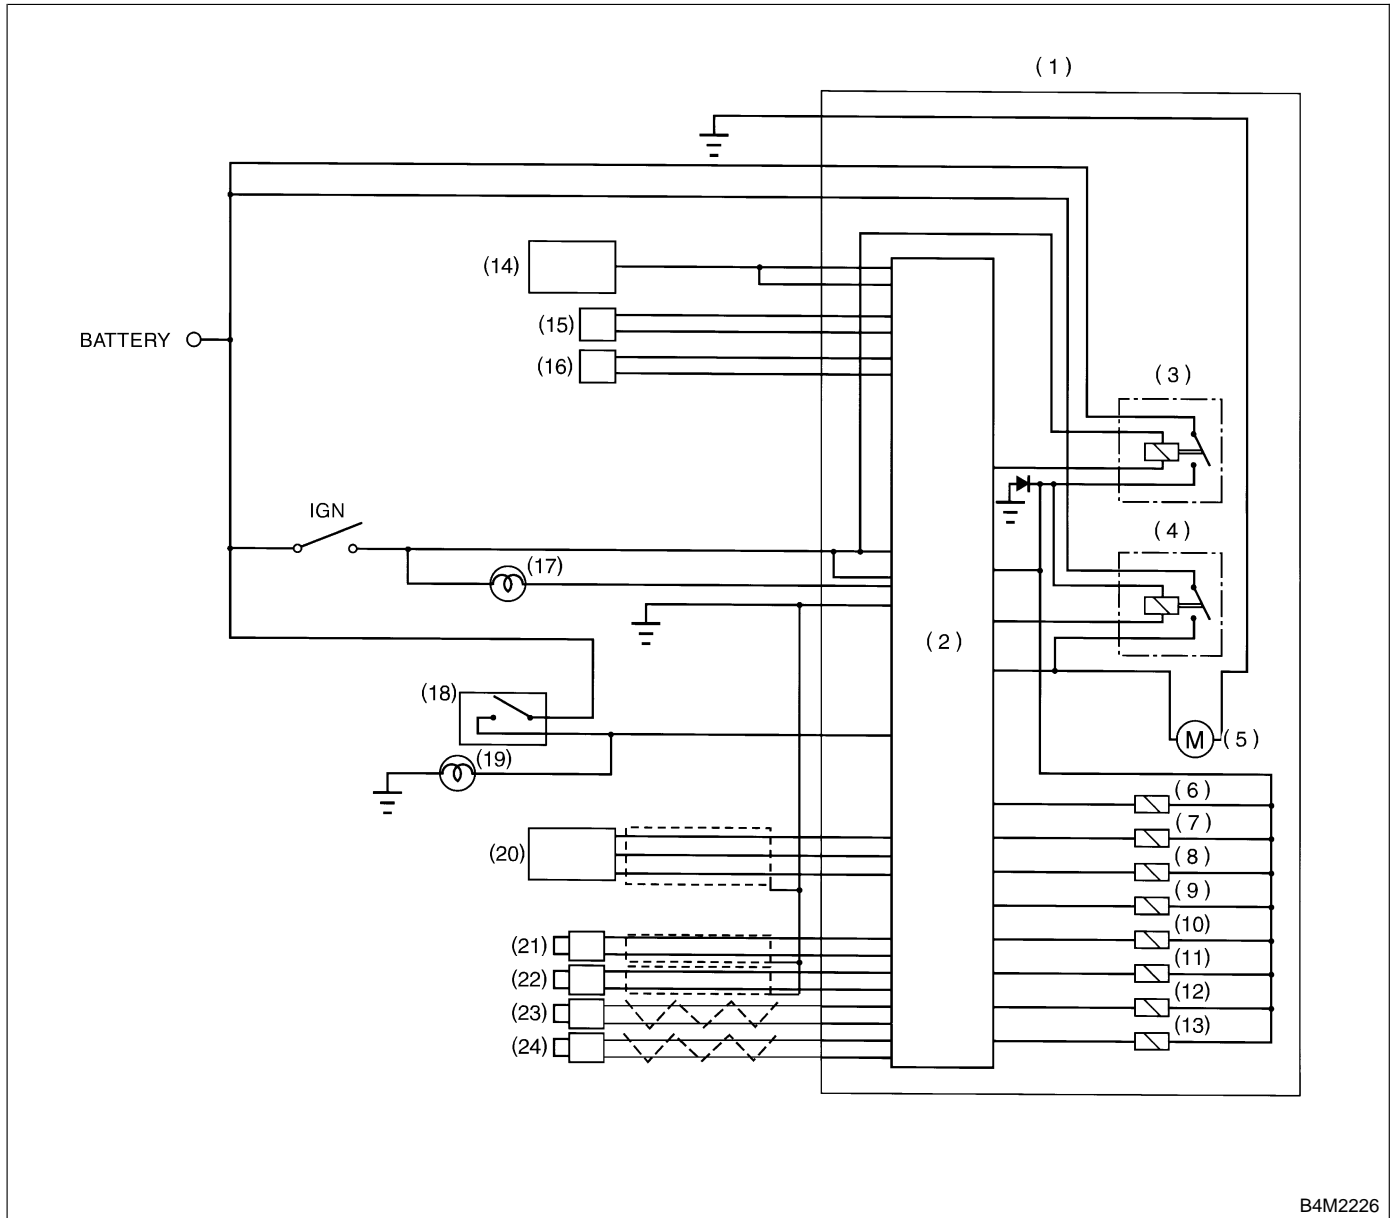 ( 1 )
(14)
(15)
BATTERY
(16)
( 3 )
IGN
( 4 )
(17)
( 2 )
(18)
( 5 )
(19)
( 6 )
( 7 )
(20)
( 8 )
( 9 )
(10)
(21)
(11)
(22)
(12)
(23)
(13)
(24)
M
B4M2226